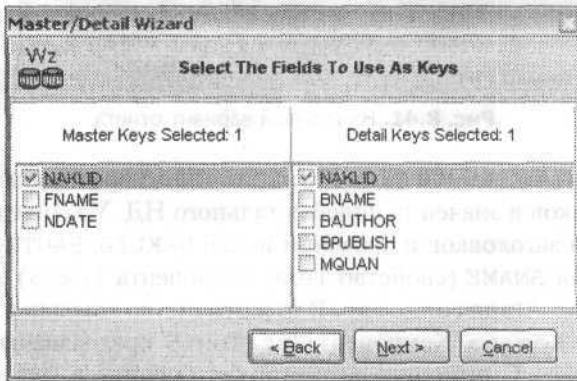 Master/Detail Wizard
Wz
Select The Fields To Use As Keys
Master Keys Selected: 1
NAKLID
FNAME
NDATE
Detail Keys Selected: 1
NAKLID
BNAME
BAUTHOR
BPUBLISH
MQUAN
< Back
Next >
Cancel